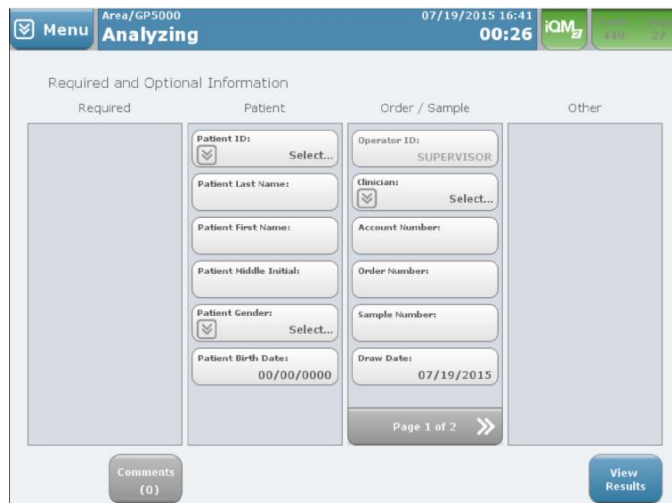 Menu
Area/GP5000
Analyzing
07/19/2015 16:41
00:26
iQM2
449 27
Required and Optional Information
Required Patient Order / Sample Other
Patient ID:
Select...
Patient Last Name:
Patient First Name:
Patient Middle Initial:
Patient Gender:
Select...
Patient Birth Date:
00/00/0000
Operator ID:
SUPERVISOR
Clinician:
Select...
Account Number:
Order Number:
Sample Number:
Draw Date:
07/19/2015
Page 1 of 2
Comments
(0)
View
Results